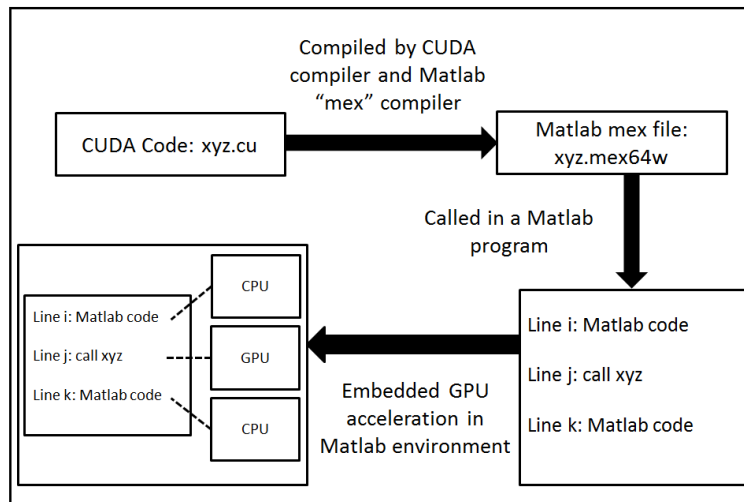 Compiled by CUDA
compiler and Matlab
“mex” compiler
CUDA Code: xyz.cu
Matlab mex file:
xyz.mex64w
Called in a Matlab
program
Line i: Matlab code
Line j: call xyz
Line k: Matlab code
Embedded GPU
acceleration in
Matlab environment
Line i: Matlab code
Line j: call xyz
Line k: Matlab code
CPU
GPU
CPU